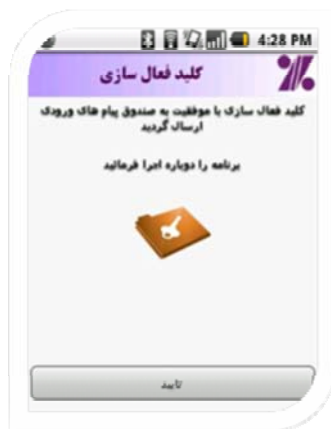 4:28 PM
کلید فعال سازی
کلید فعال سازی با موفقیت به صندوق پیام های ورودی
ارسال گردید
برنامه را دوباره اجرا فرمائید
تایید